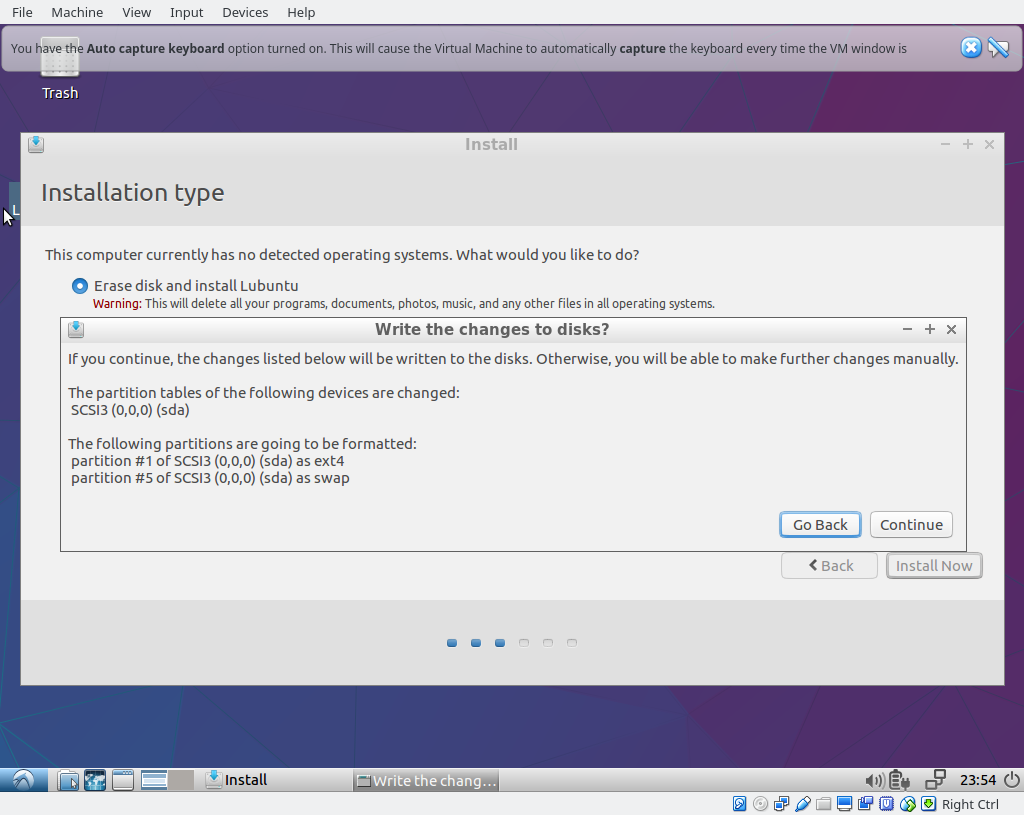 File Machine View Input Devices Help
You have the Auto capture keyboard option turned on. This will cause the Virtual Machine to automatically capture the keyboard every time the VM window is
Trash
Install
Installation type
L
This computer currently has no detected operating systems. What would you like to do?
Erase disk and install Lubuntu
Warning: This will delete all your programs, documents, photos, music, and any other files in all operating systems.
Write the changes to disks?
If you continue, the changes listed below will be written to the disks. Otherwise, you will be able to make further changes manually.
The partition tables of the following devices are changed:
SCSI3 (0,0,0) (sda)
The following partitions are going to be formatted:
partition #1 of SCSI3 (0,0,0) (sda) as ext4
partition #5 of SCSI3 (0,0,0) (sda) as swap
Go Back Continue
Back Install Now
Install Write the chang... 23:54
Right Ctrl